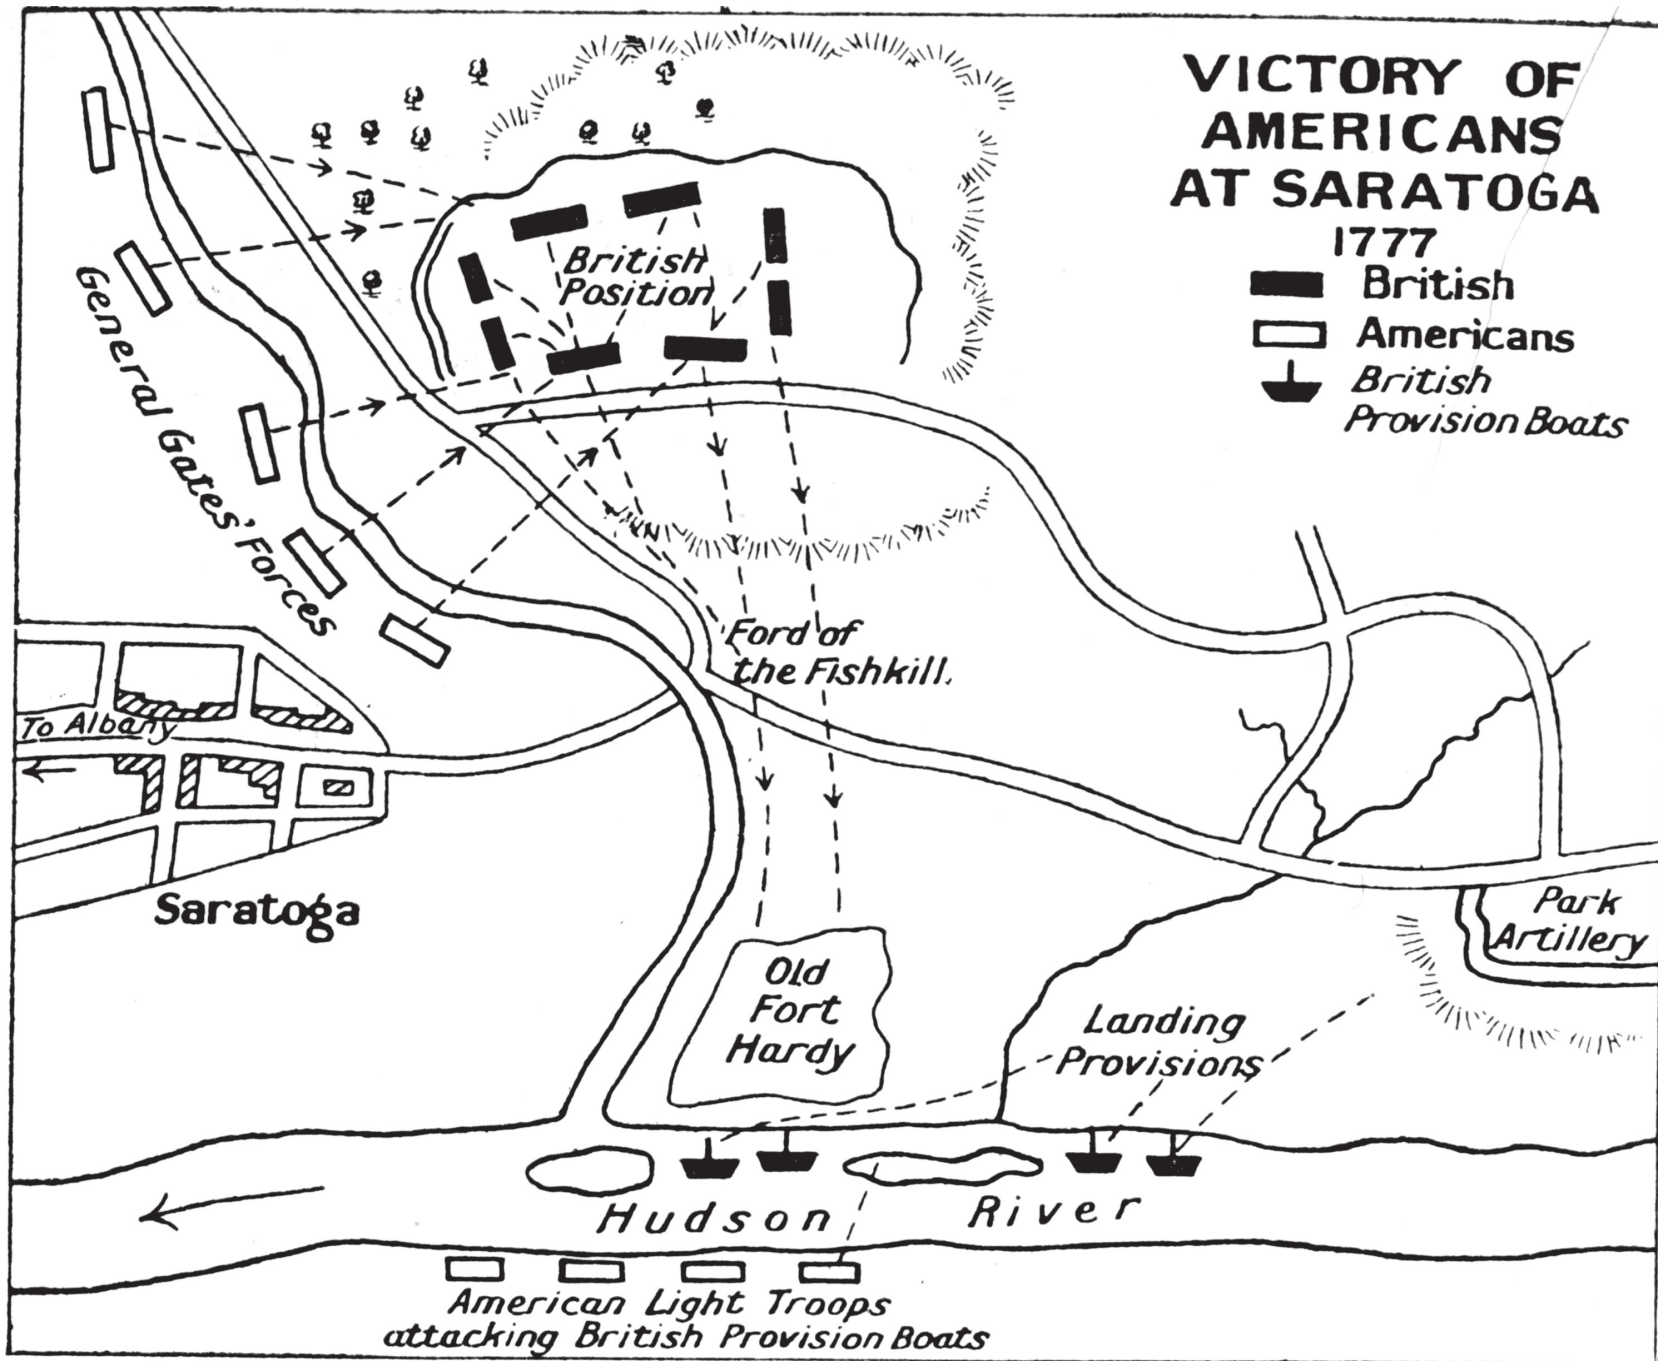 VICTORY OF
AMERICANS
AT SARATOGA
1777
British
Americans
British
Provision Boats
British
Position
General Gates' Forces
Ford of
the Fishkill.
To Albany
Saratoga
Park
Artillery
Old
Fort
Hardy
Landing
Provisions
Hudson River
American Light Troops
attacking British Provision Boats